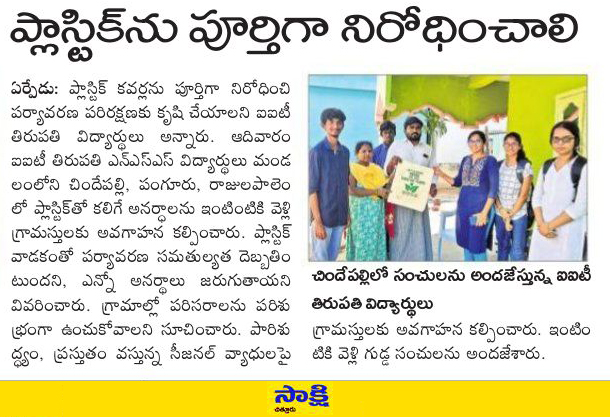 ప్లాస్టిక్‌ను పూర్తిగా నిరోధించాలి
ఏర్పేడు: ప్లాస్టిక్ కవర్లను పూర్తిగా నిరోధించి
పర్యావరణ పరిరక్షణకు కృషి చేయాలని ఐఐటీ
తిరుపతి విద్యార్థులు అన్నారు. ఆదివారం
ఐఐటీ తిరుపతి ఎన్ఎస్ఎస్ విద్యార్థులు మండ
లంలోని చిందేపల్లి, పంగూరు, రాజులపాలెం
లో ప్లాస్టిక్‌తో కలిగే అనర్థాలను ఇంటింటికి వెళ్లి
గ్రామస్తులకు అవగాహన కల్పించారు. ప్లాస్టిక్
వాడకంతో పర్యావరణ సమతుల్యత దెబ్బతిం
టుందని, ఎన్నో అనర్థాలు జరుగుతాయని
వివరించారు. గ్రామాల్లో పరిసరాలను పరిశు
భ్రంగా ఉంచుకోవాలని సూచించారు. పారిశు
ద్ధ్యం, ప్రస్తుతం వస్తున్న సీజనల్ వ్యాధులపై
చిందేపల్లిలో సంచులను అందజేస్తున్న ఐఐటీ
తిరుపతి విద్యార్థులు
గ్రామస్తులకు అవగాహన కల్పించారు. ఇంటిం
టికి వెళ్లి గుడ్డ సంచులను అందజేశారు.
సాక్షి
చిత్తూరు